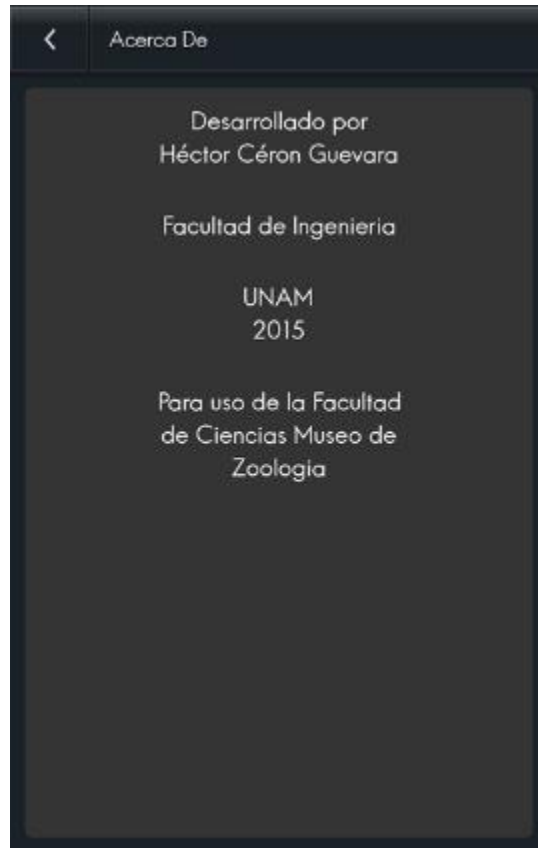 Acerca De
Desarrollado por
Héctor Céron Guevara
Facultad de Ingenieria
UNAM
2015
Para uso de la Facultad
de Ciencias Museo de
Zoologia